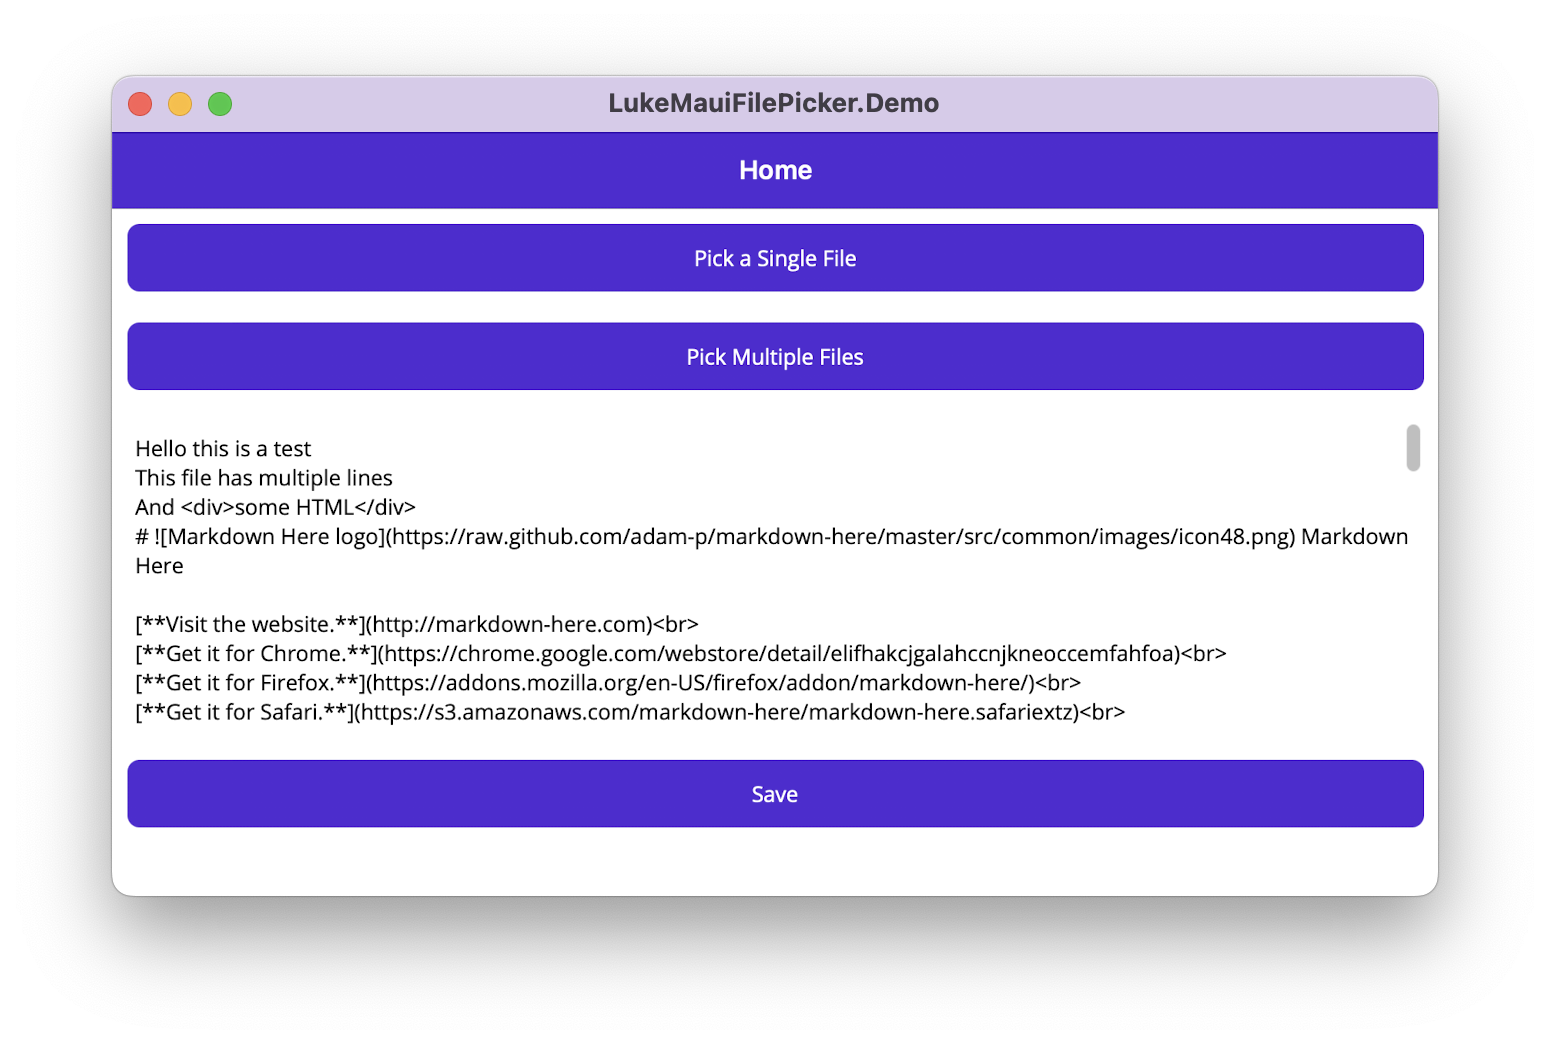 LukeMauiFilePicker.Demo
Home
Pick a Single File
Pick Multiple Files
Hello this is a test
This file has multiple lines
And <div>some HTML</div>
# ![Markdown Here logo](https://raw.github.com/adam-p/markdown-here/master/src/common/images/icon48.png) Markdown
Here
[**Visit the website.**](http://markdown-here.com)<br>
[**Get it for Chrome.**](https://chrome.google.com/webstore/detail/elifhakcjgalahccnjkneoccemfahfoa)<br>
[**Get it for Firefox.**](https://addons.mozilla.org/en-US/firefox/addon/markdown-here/)<br>
[**Get it for Safari.**](https://s3.amazonaws.com/markdown-here/markdown-here.safariextz)<br>
Save